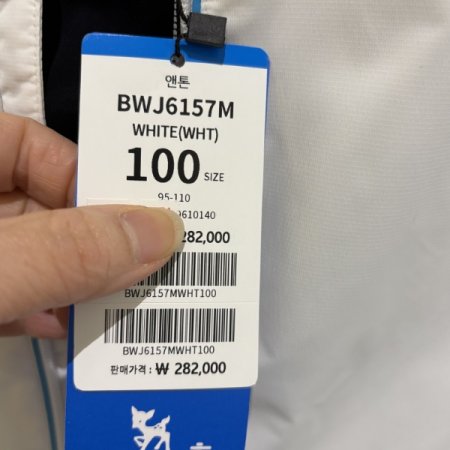 앤톤
BWJ6157M
WHITE(WHT)
100 SIZE
95-110
9610140
282,000
BWJ6157MWHT100
BWJ6157MWHT100
판매가격 : ₩ 282,000